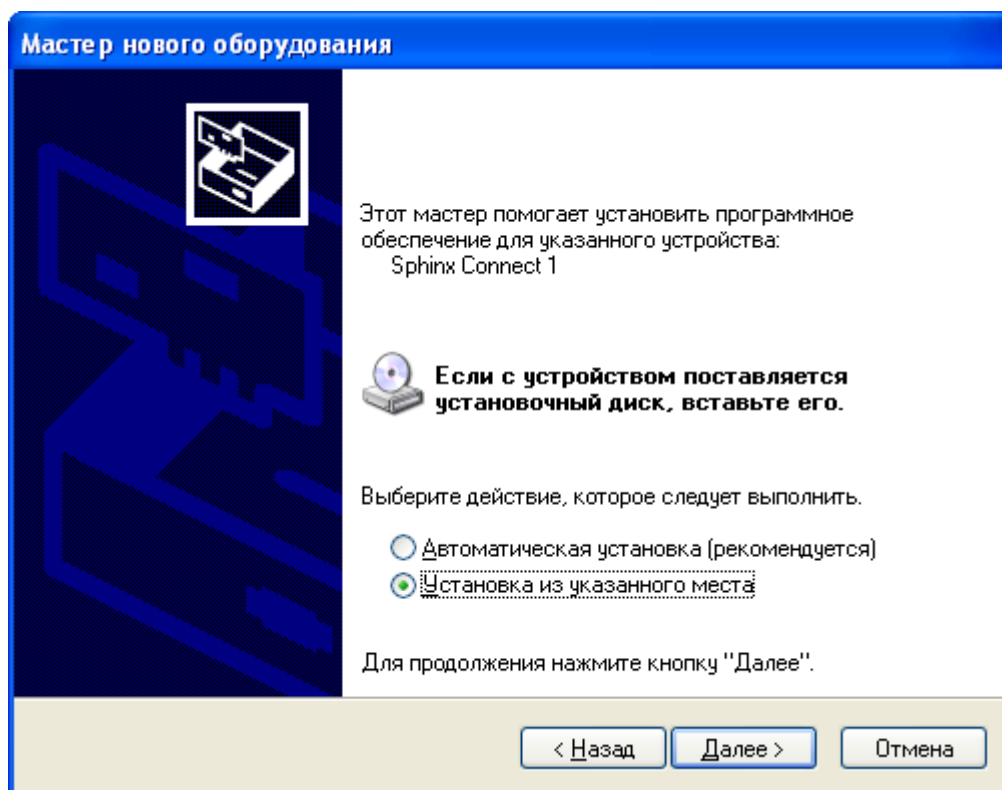 Мастер нового оборудования
Этот мастер помогает установить программное
обеспечение для указанного устройства:
Sphinx Connect 1
Если с устройством поставляется
установочный диск, вставьте его.
Выберите действие, которое следует выполнить.
Автоматическая установка (рекомендуется)
Установка из указанного места
Для продолжения нажмите кнопку "Далее".
< Назад
Далее >
Отмена